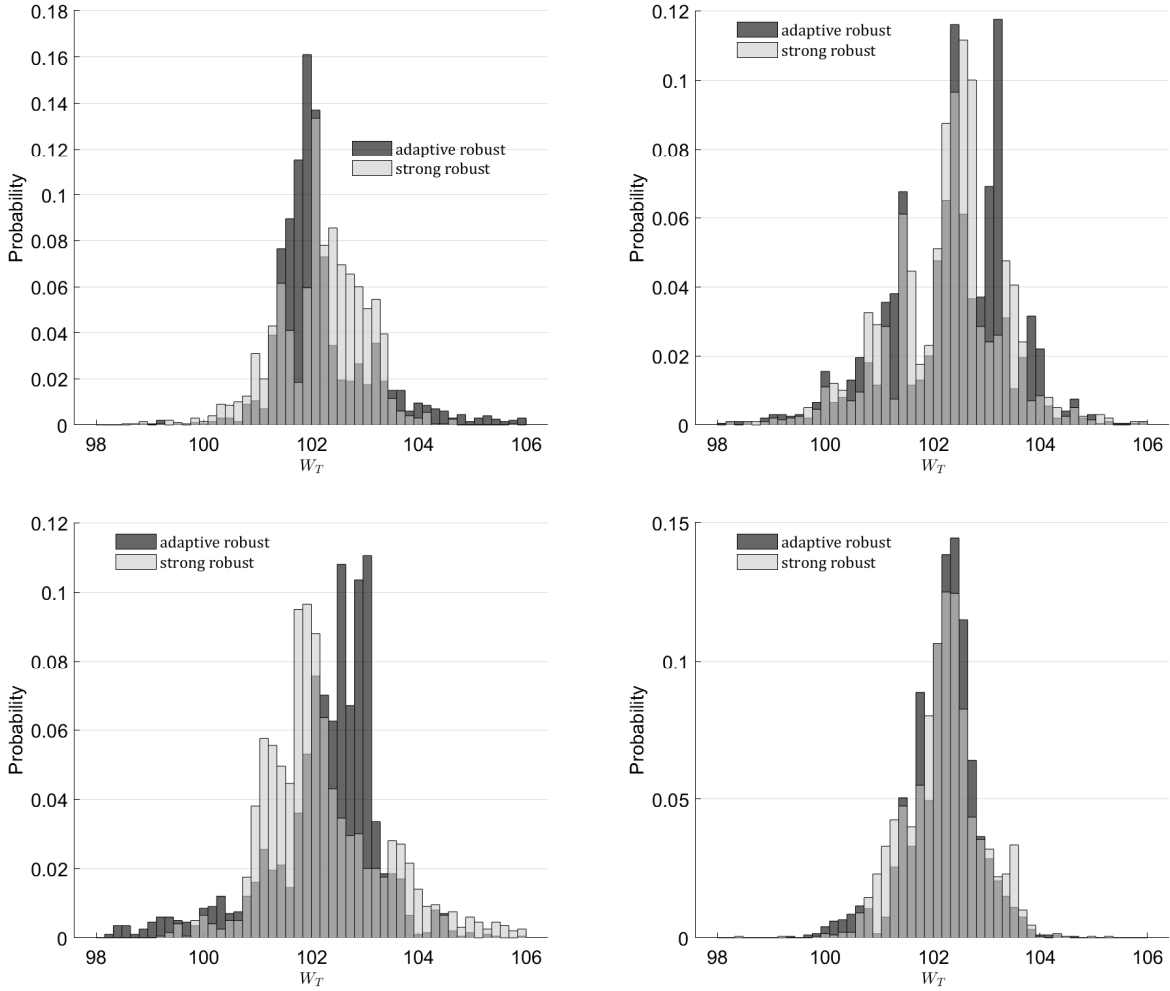 0.18
0.16
0.14
0.12
0.1
0.08
0.06
0.04
0.02
0
Probability
adaptive robust
strong robust
98 100 102 104 106
W_T
0.12
0.1
0.08
0.06
0.04
0.02
0
Probability
adaptive robust
strong robust
98 100 102 104 106
W_T
0.12
0.1
0.08
0.06
0.04
0.02
0
Probability
adaptive robust
strong robust
98 100 102 104 106
W_T
0.15
0.1
0.05
0
Probability
adaptive robust
strong robust
98 100 102 104 106
W_T